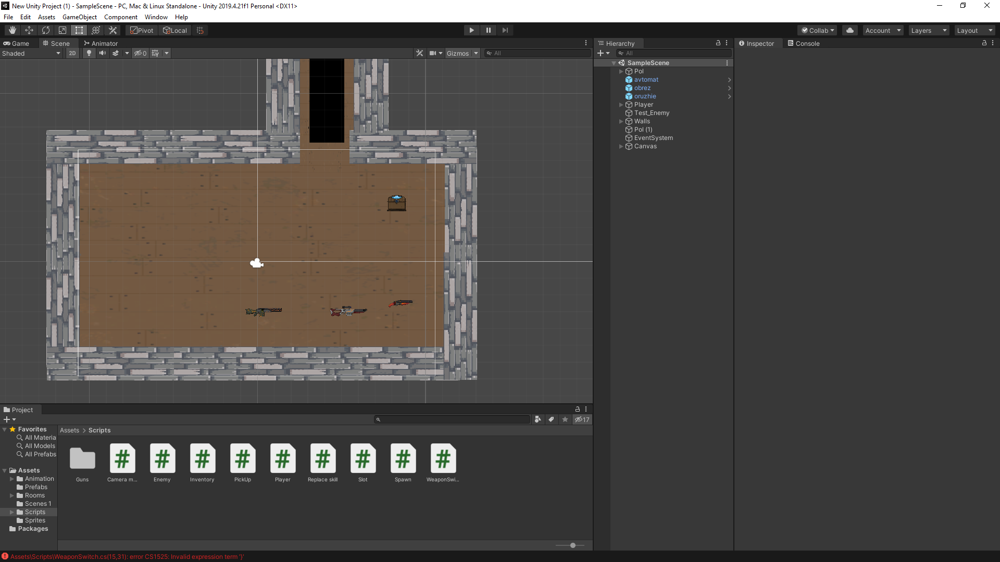 New Unity Project (1) - SampleScene - PC, Mac & Linux Standalone - Unity 2019.4.21f1 Personal <DX11>
File Edit Assets GameObject Component Window Help
Pivot Local Collab Account Layers Layout
Game Scene Animator
Shaded 2D 0 Gizmos All
Hierarchy
All
SampleScene
Pol
avtomat
obrez
oruzhie
Player
Test_Enemy
Walls
Pol (1)
EventSystem
Canvas
Inspector Console
Project
17
Favorites
All Materia
All Models
All Prefabs
Assets
Animation
Prefabs
Rooms
Scenes 1
Scripts
Sprites
Packages
Assets > Scripts
Guns Camera m... Enemy Inventory PickUp Player Replace skill Slot Spawn WeaponSwi...
Assets\Scripts\WeaponSwitch.cs(15,31): error CS1525: Invalid expression term '}'